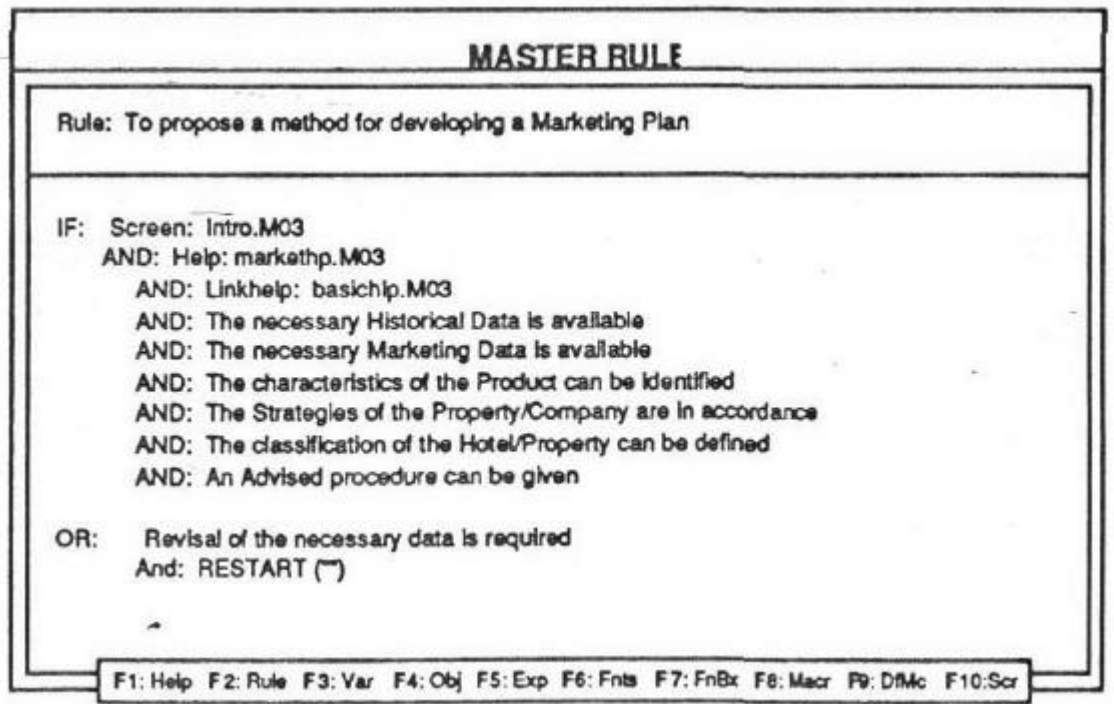 MASTER RULE
Rule: To propose a method for developing a Marketing Plan
IF: Screen: Intro.M03
AND: Help: markethp.M03
AND: Linkhelp: basichlp.M03
AND: The necessary Historical Data is available
AND: The necessary Marketing Data is available
AND: The characteristics of the Product can be identified
AND: The Strategies of the Property/Company are in accordance
AND: The classification of the Hotel/Property can be defined
AND: An Advised procedure can be given
OR: Revisal of the necessary data is required
And: RESTART ("")
F1: Help F2: Rule F3: Var F4: Obj F5: Exp F6: Fnts F7: FnBx F8: Macr F9: DfMc F10:Scr